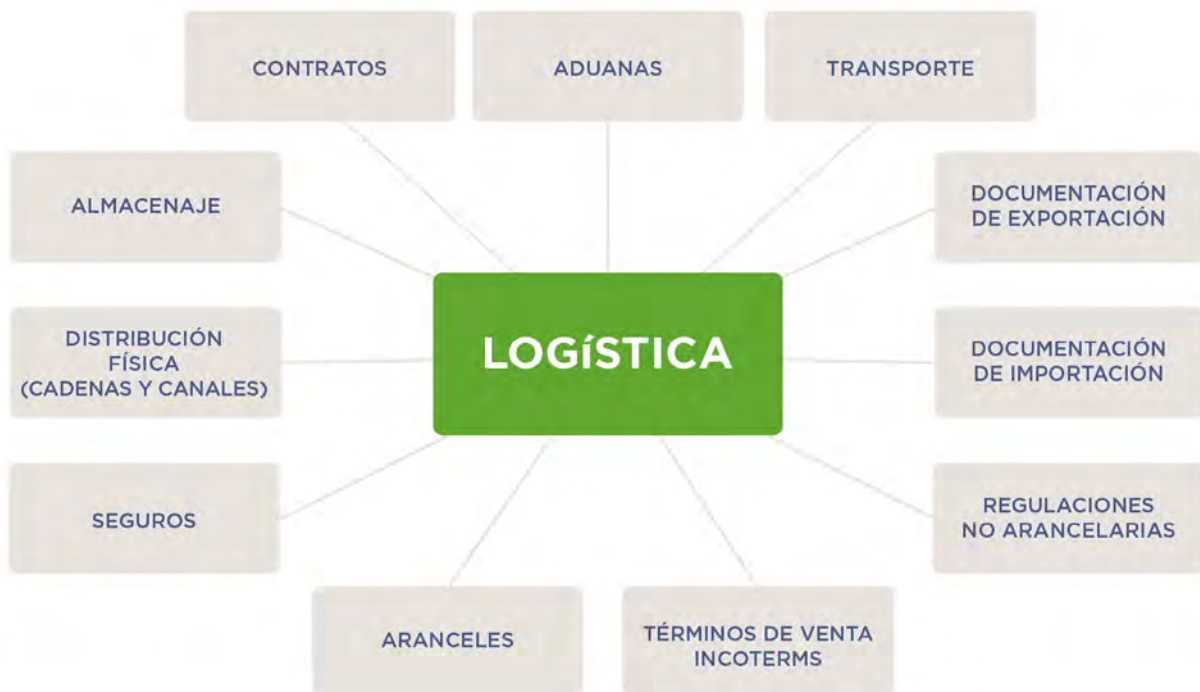 CONTRATOS
ADUANAS
TRANSPORTE
ALMACENAJE
DOCUMENTACIÓN
DE EXPORTACIÓN
DISTRIBUCIÓN
FÍSICA
(CADENAS Y CANALES)
LOGíSTICA
DOCUMENTACIÓN
DE IMPORTACIÓN
SEGUROS
REGULACIONES
NO ARANCELARIAS
ARANCELES
TÉRMINOS DE VENTA
INCOTERMS